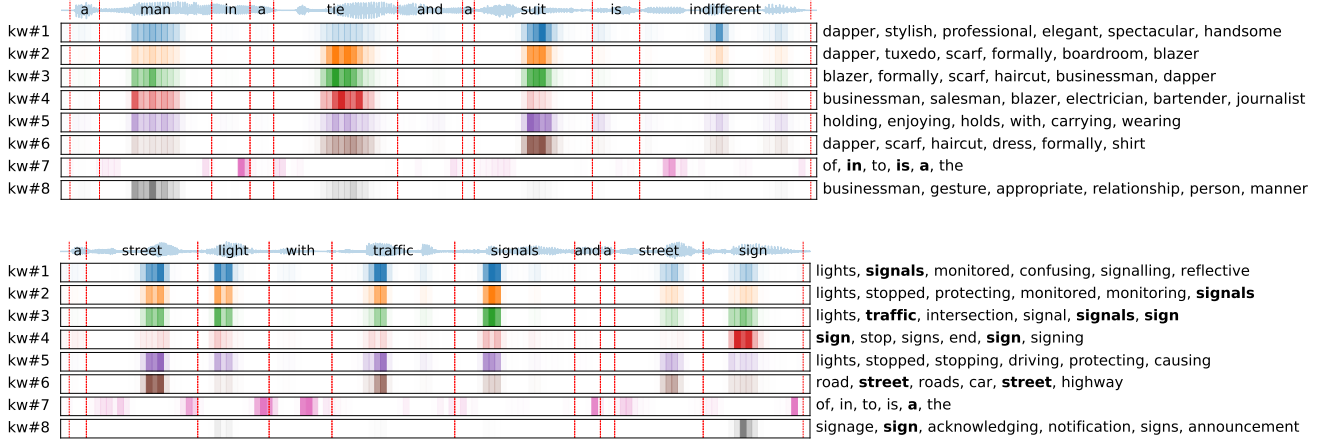 a man in a tie and a suit is indifferent
kw#1 dapper, stylish, professional, elegant, spectacular, handsome
kw#2 dapper, tuxedo, scarf, formally, boardroom, blazer
kw#3 blazer, formally, scarf, haircut, businessman, dapper
kw#4 businessman, salesman, blazer, electrician, bartender, journalist
kw#5 holding, enjoying, holds, with, carrying, wearing
kw#6 dapper, scarf, haircut, dress, formally, shirt
kw#7 of, in, to, is, a, the
kw#8 businessman, gesture, appropriate, relationship, person, manner
a street light with traffic signals and a street sign
kw#1 lights, signals, monitored, confusing, signalling, reflective
kw#2 lights, stopped, protecting, monitored, monitoring, signals
kw#3 lights, traffic, intersection, signal, signals, sign
kw#4 sign, stop, signs, end, sign, signing
kw#5 lights, stopped, stopping, driving, protecting, causing
kw#6 road, street, roads, car, street, highway
kw#7 of, in, to, is, a, the
kw#8 signage, sign, acknowledging, notification, signs, announcement